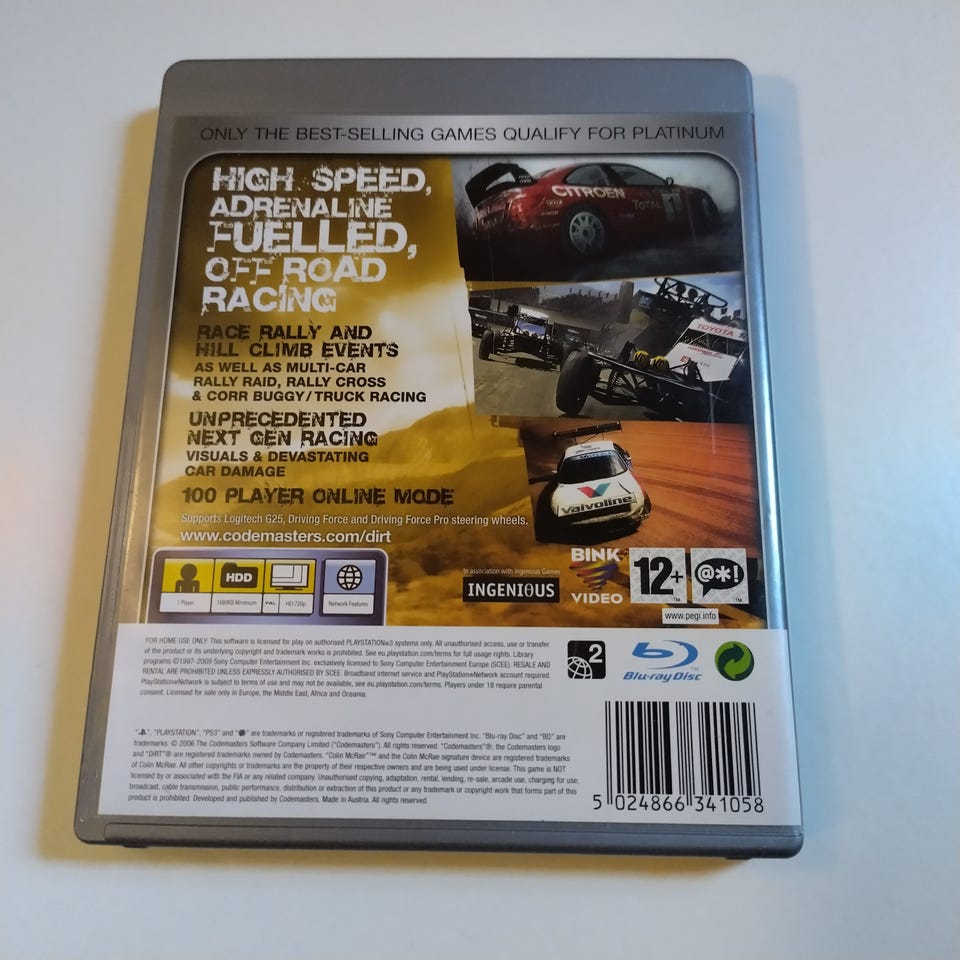 ONLY THE BEST-SELLING GAMES QUALIFY FOR PLATINUM
HIGH SPEED,
ADRENALINE
FUELLED,
OFF ROAD
RACING
RACE RALLY AND
HILL CLIMB EVENTS
AS WELL AS MULTI-CAR
RALLY RAID, RALLY CROSS
& CORR BUGGY/TRUCK RACING
UNPRECEDENTED
NEXT GEN RACING
VISUALS & DEVASTATING
CAR DAMAGE
100 PLAYER ONLINE MODE
Supports Logitech G25, Driving Force and Driving Force Pro steering wheels.
www.codemasters.com/dirt
CITROËN
TOTAL
1
TOYOTA
Valvoline
HDD
1 Player
1680KB Minimum
PAL
HD 720p
Network Features
In association with Ingenious Games
INGENIOUS
BINK
VIDEO
12+
™
@*!
™
www.pegi.info
FOR HOME USE ONLY: This software is licensed for play on authorised PLAYSTATION®3 systems only. All unauthorised access, use or transfer
of the product or its underlying copyright and trademark works is prohibited. See eu.playstation.com/terms for full usage rights. Library
programs ©1997-2009 Sony Computer Entertainment Inc. exclusively licensed to Sony Computer Entertainment Europe (SCEE). RESALE AND
RENTAL ARE PROHIBITED UNLESS EXPRESSLY AUTHORISED BY SCEE. Broadband internet service and PLAYSTATION®Network account required.
PLAYSTATION®Network is subject to terms of use and may not be available, see eu.playstation.com/terms. Players under 18 require parental
consent. Licensed for sale only in Europe, the Middle East, Africa and Oceania.
2
Blu-ray Disc
™
"PLAYSTATION", "PS3" and " " are trademarks or registered trademarks of Sony Computer Entertainment Inc. "Blu-ray Disc" and "BD" are
trademarks. © 2006 The Codemasters Software Company Limited ("Codemasters"). All rights reserved. "Codemasters"®, the Codemasters logo
and "DiRT"® are registered trademarks owned by Codemasters. "Colin McRae"™ and the Colin McRae signature device are registered trademarks
of Colin McRae. All other copyrights or trademarks are the property of their respective owners and are being used under license. This game is NOT
licensed by or associated with the FIA or any related company. Unauthorised copying, adaptation, rental, lending, re-sale, arcade use, charging for use,
broadcast, cable transmission, public performance, distribution or extraction of this product or any trademark or copyright work that forms part of this
product is prohibited. Developed and published by Codemasters. Made in Austria. All rights reserved.
5 024866 341058